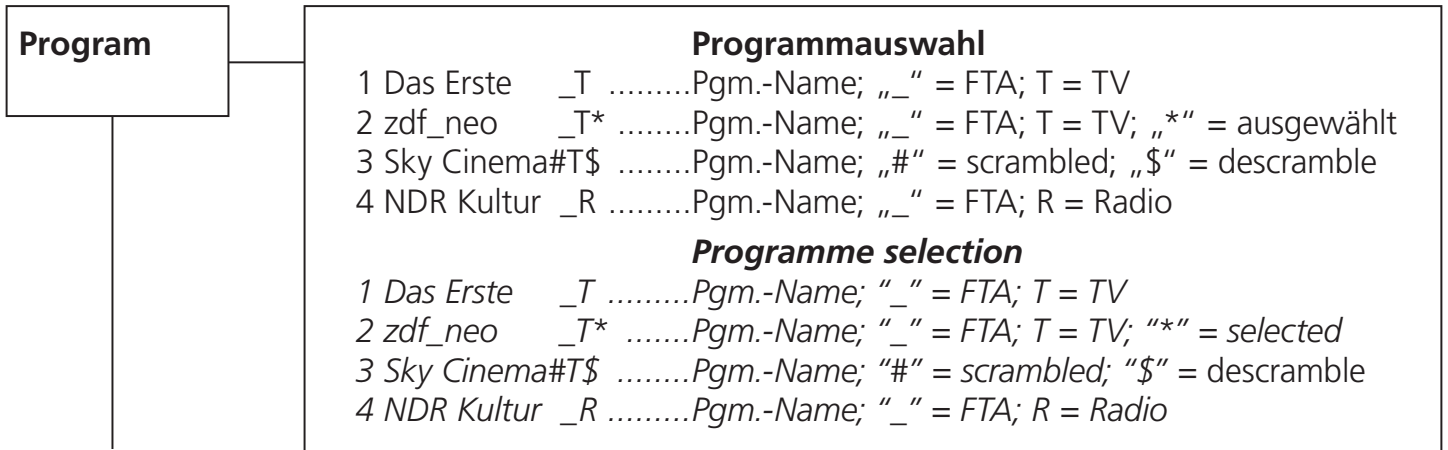 Program
Programmauswahl
1 Das Erste _T .........Pgm.-Name; „_“ = FTA; T = TV
2 zdf_neo _T* ........Pgm.-Name; „_“ = FTA; T = TV; „*“ = ausgewählt
3 Sky Cinema#T$ ........Pgm.-Name; „#“ = scrambled; „$“ = descramble
4 NDR Kultur _R .........Pgm.-Name; „_“ = FTA; R = Radio
Programme selection
1 Das Erste _T .........Pgm.-Name; “_” = FTA; T = TV
2 zdf_neo _T* ........Pgm.-Name; “_” = FTA; T = TV; “*” = selected
3 Sky Cinema#T$ ........Pgm.-Name; “#” = scrambled; “$” = descramble
4 NDR Kultur _R .........Pgm.-Name; “_” = FTA; R = Radio